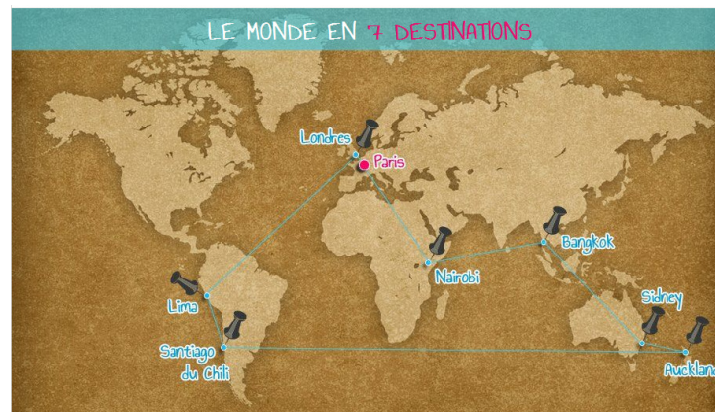 LE MONDE EN 7 DESTINATIONS
Londres
Paris
Bangkok
Nairobi
Sidney
Lima
Santiago
du Chili
Auckland